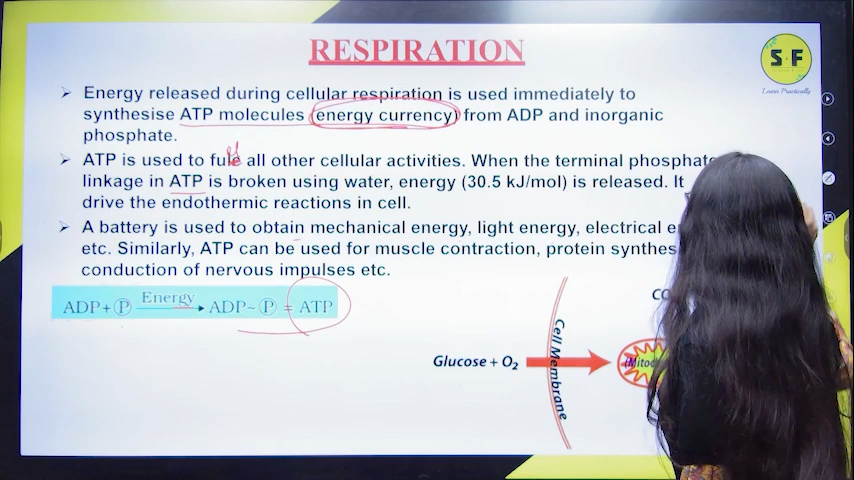 RESPIRATION
S F
Learn Practically
Energy released during cellular respiration is used immediately to
synthesise ATP molecules (energy currency) from ADP and inorganic
phosphate.
ATP is used to fule all other cellular activities. When the terminal phosphate
linkage in ATP is broken using water, energy (30.5 kJ/mol) is released. It
drive the endothermic reactions in cell.
A battery is used to obtain mechanical energy, light energy, electrical
etc. Similarly, ATP can be used for muscle contraction, protein
conduction of nervous impulses etc.
ADP + P Energy → ADP~ P = ATP
Glucose + O₂
Cell Membrane